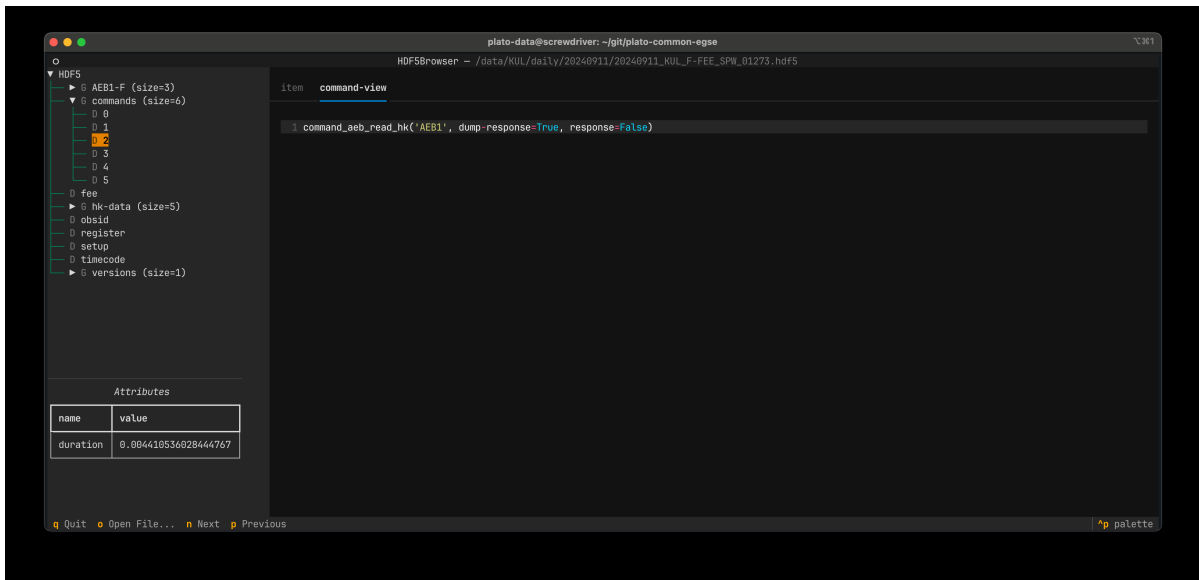 plato-data@screwdriver: ~/git/plato-common-egse
⌥⌘1
HDF5Browser — /data/KUL/daily/20240911/20240911_KUL_F-FEE_SPW_01273.hdf5
▼ HDF5
▶ G AEB1-F (size=3)
▼ G commands (size=6)
D 0
D 1
D 2
D 3
D 4
D 5
D fee
▶ G hk-data (size=5)
D obsid
D register
D setup
D timecode
▶ G versions (size=1)
Attributes
name value
duration 0.004410536028444767
item command-view
1 command_aeb_read_hk('AEB1', dump-response=True, response=False)
q Quit o Open File... n Next p Previous
^p palette